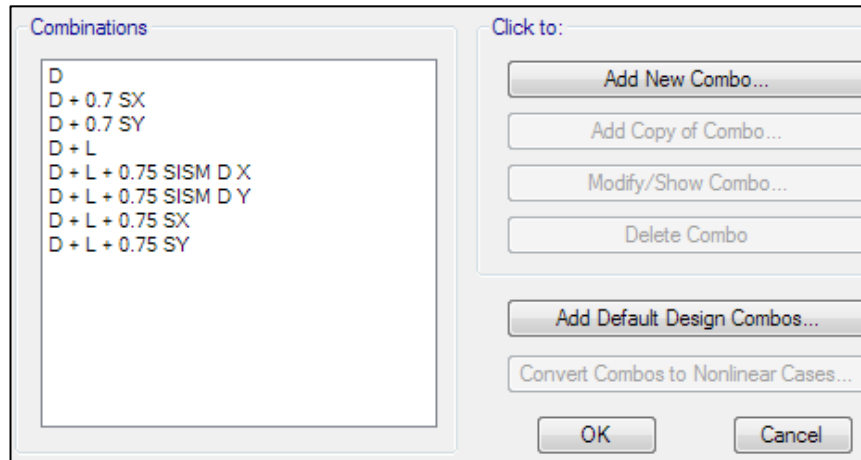 Combinations
D
D + 0.7 SX
D + 0.7 SY
D + L
D + L + 0.75 SISM D X
D + L + 0.75 SISM D Y
D + L + 0.75 SX
D + L + 0.75 SY
Click to:
Add New Combo...
Add Copy of Combo...
Modify/Show Combo...
Delete Combo
Add Default Design Combos...
Convert Combos to Nonlinear Cases...
OK
Cancel